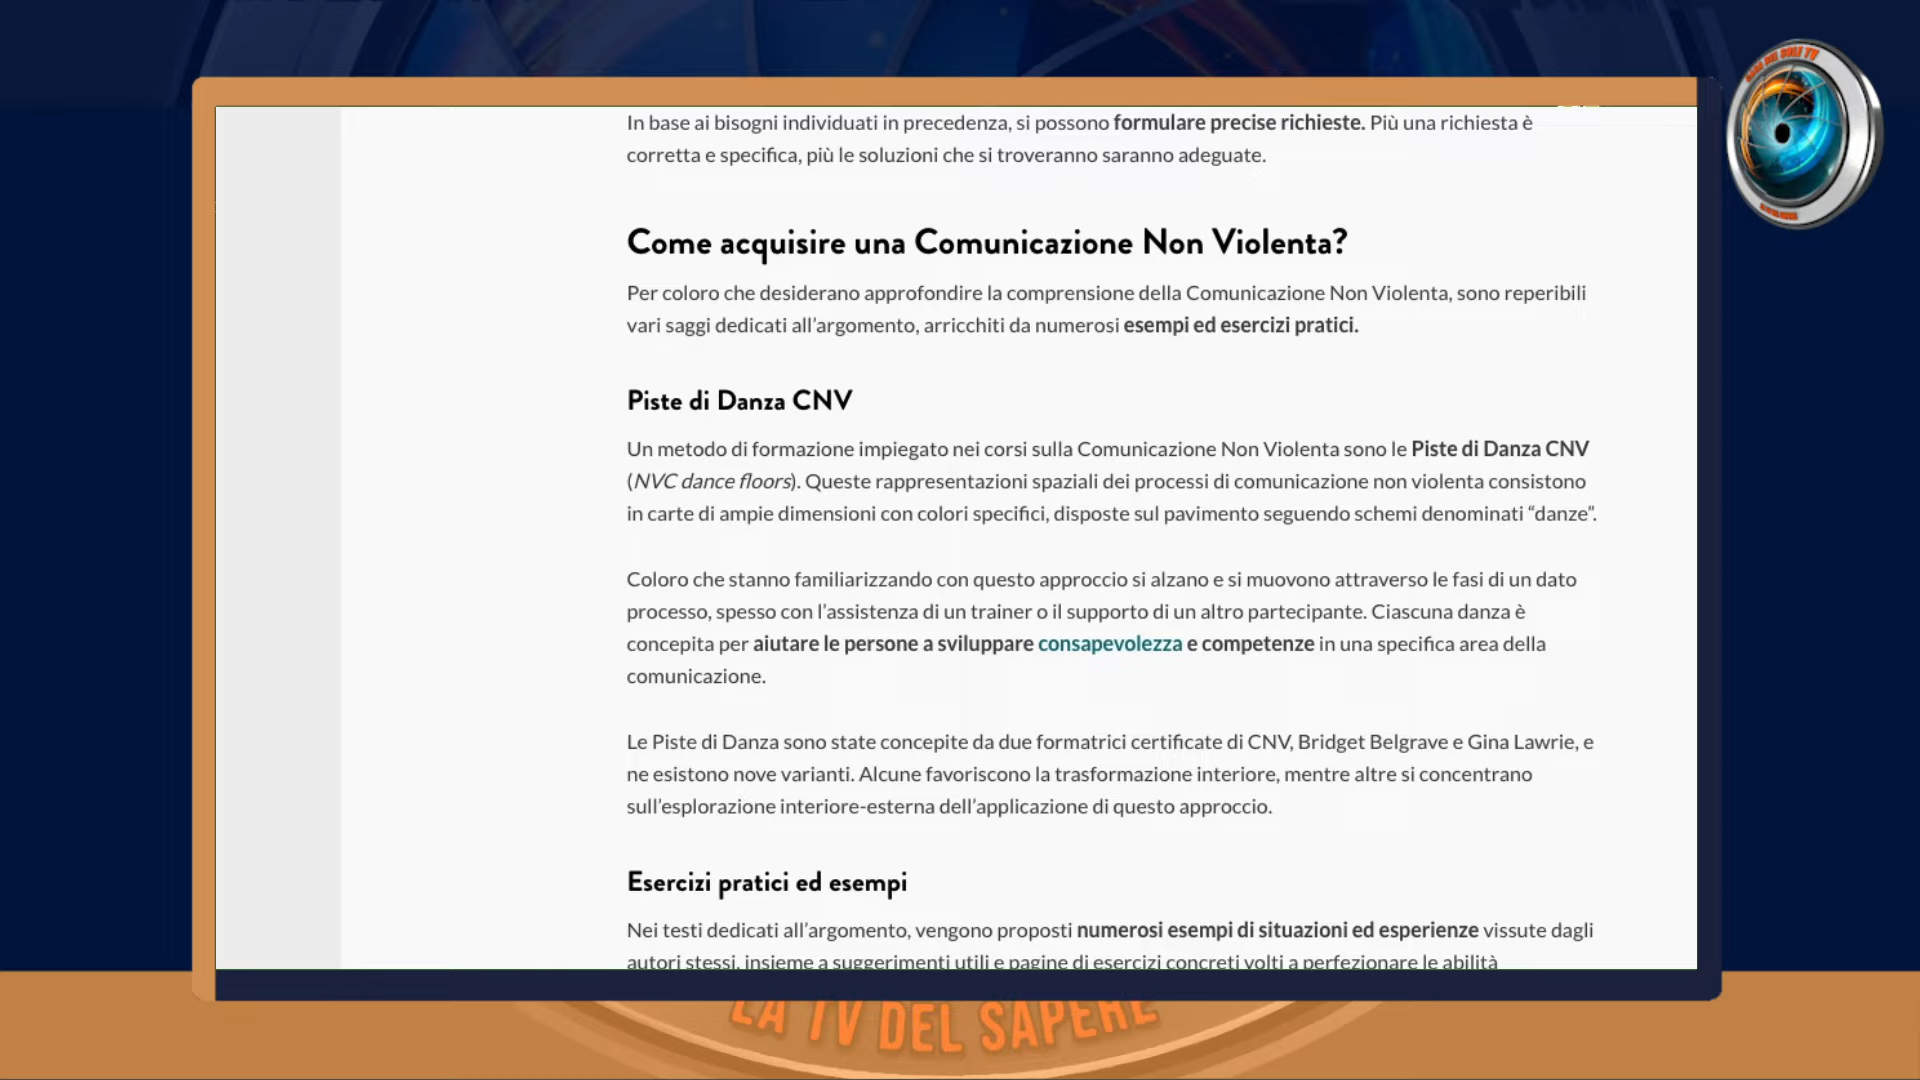 In base ai bisogni individuati in precedenza, si possono formulare precise richieste. Più una richiesta è
corretta e specifica, più le soluzioni che si troveranno saranno adeguate.
Come acquisire una Comunicazione Non Violenta?
Per coloro che desiderano approfondire la comprensione della Comunicazione Non Violenta, sono reperibili
vari saggi dedicati all’argomento, arricchiti da numerosi esempi ed esercizi pratici.
Piste di Danza CNV
Un metodo di formazione impiegato nei corsi sulla Comunicazione Non Violenta sono le Piste di Danza CNV
(NVC dance floors). Queste rappresentazioni spaziali dei processi di comunicazione non violenta consistono
in carte di ampie dimensioni con colori specifici, disposte sul pavimento seguendo schemi denominati “danze”.
Coloro che stanno familiarizzando con questo approccio si alzano e si muovono attraverso le fasi di un dato
processo, spesso con l’assistenza di un trainer o il supporto di un altro partecipante. Ciascuna danza è
concepita per aiutare le persone a sviluppare consapevolezza e competenze in una specifica area della
comunicazione.
Le Piste di Danza sono state concepite da due formatrici certificate di CNV, Bridget Belgrave e Gina Lawrie, e
ne esistono nove varianti. Alcune favoriscono la trasformazione interiore, mentre altre si concentrano
sull’esplorazione interiore-esterna dell’applicazione di questo approccio.
Esercizi pratici ed esempi
Nei testi dedicati all’argomento, vengono proposti numerosi esempi di situazioni ed esperienze vissute dagli
autori stessi, insieme a suggerimenti utili e pagine di esercizi concreti volti a perfezionare le abilità
LA TV DEL SAPERE